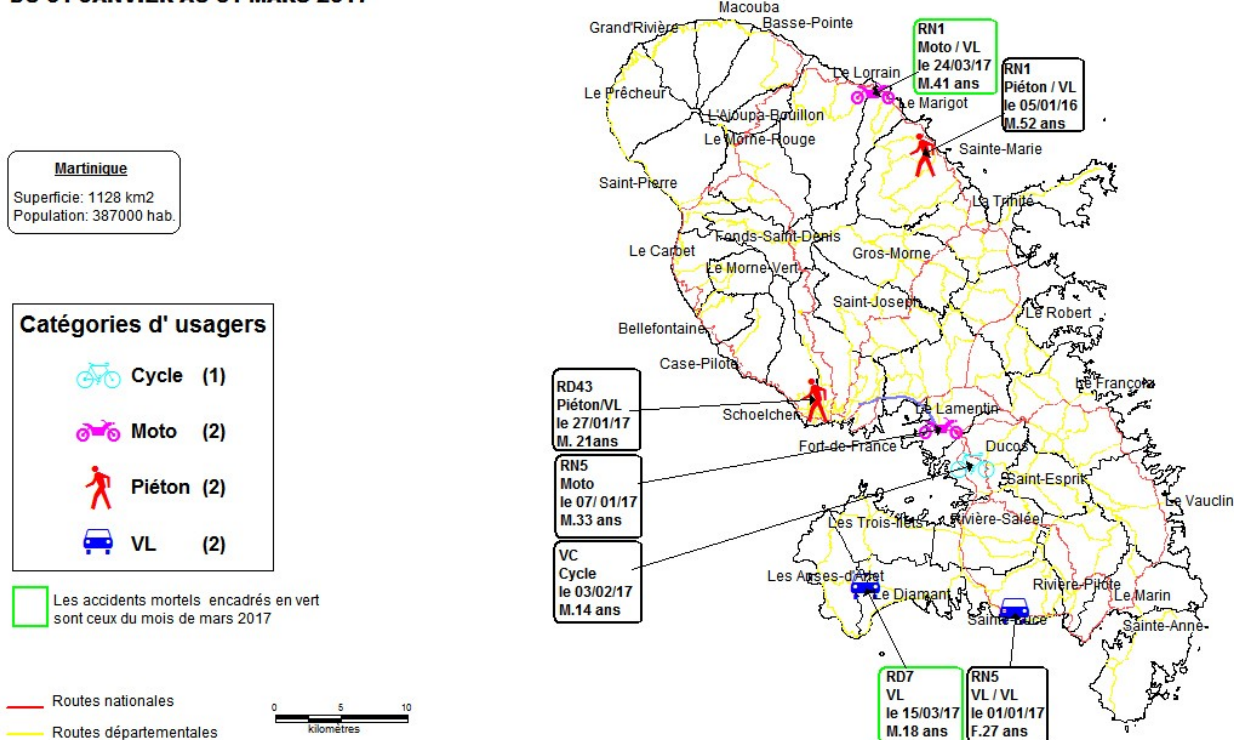 Macouba
Grand'Rivière
Basse-Pointe
RN1
Moto / VL
le 24/03/17
M.41 ans
RN1
Piéton / VL
le 05/01/16
M.52 ans
Le Lorrain
Le Prêcheur
Le Marigot
L'Ajoupa-Bouillon
Le Morne-Rouge
Sainte-Marie
Martinique
Superficie: 1128 km2
Population: 387000 hab.
Saint-Pierre
La Trinité
Fonds-Saint-Denis
Le Carbet
Gros-Morne
Le Morne-Vert
Saint-Joseph
Le Robert
Catégories d' usagers
Cycle (1)
Moto (2)
Piéton (2)
VL (2)
Bellefontaine
Case-Pilote
Le François
RD43
Piéton/VL
le 27/01/17
M. 21ans
Schoelcher
Le Lamentin
Fort-de-France
Ducos
RN5
Moto
le 07/ 01/17
M.33 ans
Saint-Esprit
Le Vauclin
Les Trois-Ilets
Rivière-Salée
VC
Cycle
le 03/02/17
M.14 ans
Les Anses-d'Arlet
Le Diamant
Rivière-Pilote
Le Marin
Sainte-Luce
Sainte-Anne
Les accidents mortels encadrés en vert
sont ceux du mois de mars 2017
RD7
VL
le 15/03/17
M.18 ans
RN5
VL / VL
le 01/01/17
F.27 ans
Routes nationales
Routes départementales
0 5 10
kilomètres